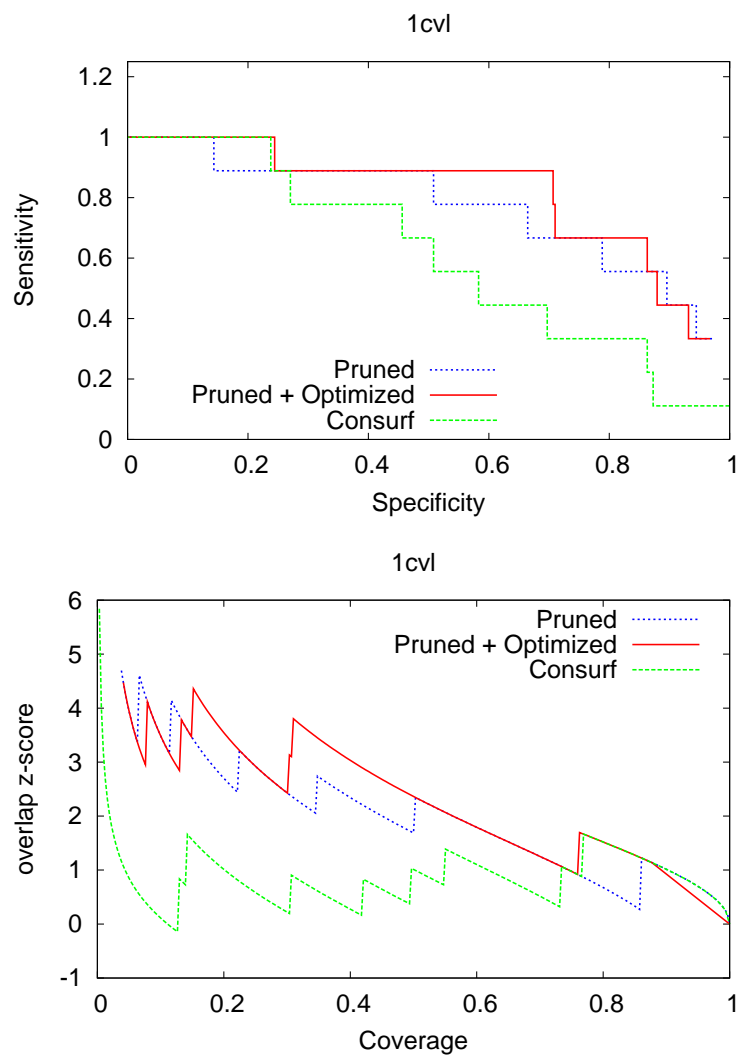 1cvl
1.2
1
0.8
0.6
0.4
0.2
0
Sensitivity
Pruned
Pruned + Optimized
Consurf
0 0.2 0.4 0.6 0.8 1
Specificity
1cvl
6
5
4
3
2
1
0
-1
overlap z-score
Pruned
Pruned + Optimized
Consurf
0 0.2 0.4 0.6 0.8 1
Coverage